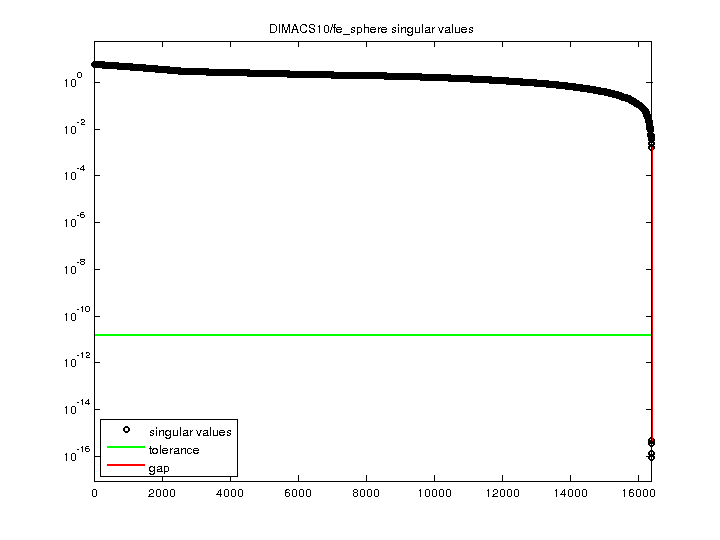 DIMACS10/fe_sphere singular values
10^0
10^-2
10^-4
10^-6
10^-8
10^-10
10^-12
10^-14
10^-16
singular values
tolerance
gap
0 2000 4000 6000 8000 10000 12000 14000 16000